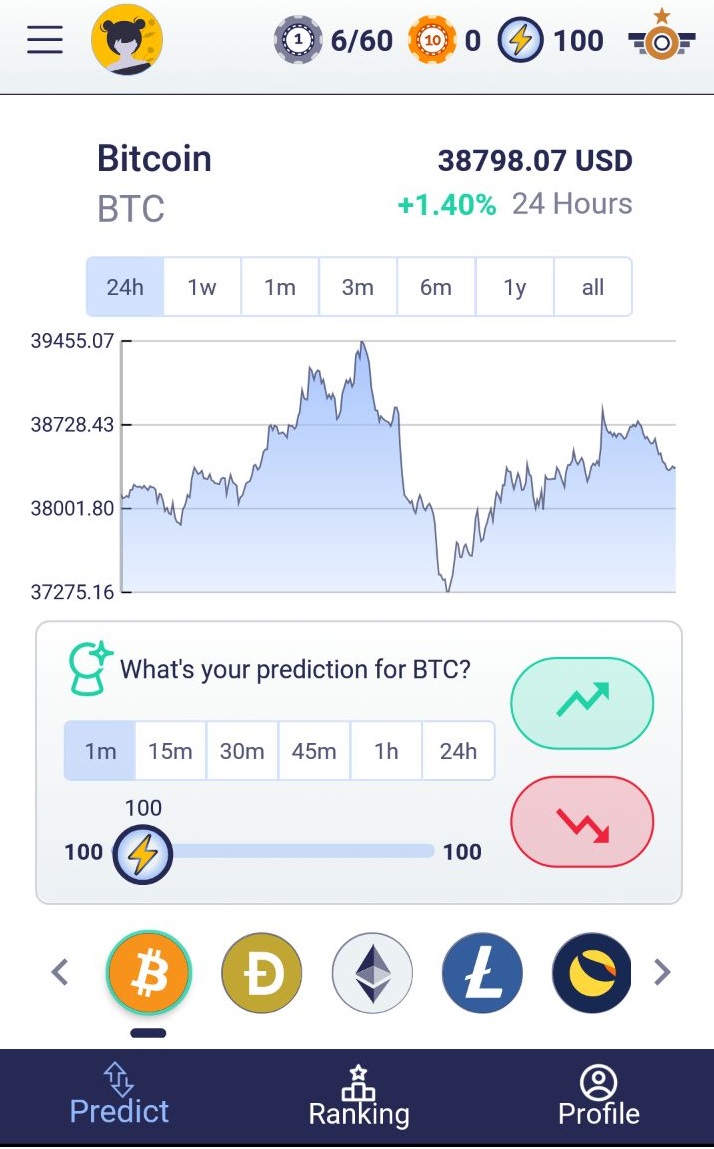 1 6/60 10 0 100
Bitcoin 38798.07 USD
BTC +1.40% 24 Hours
24h 1w 1m 3m 6m 1y all
39455.07
38728.43
38001.80
37275.16
What's your prediction for BTC?
1m 15m 30m 45m 1h 24h
100
100 100
Predict Ranking Profile